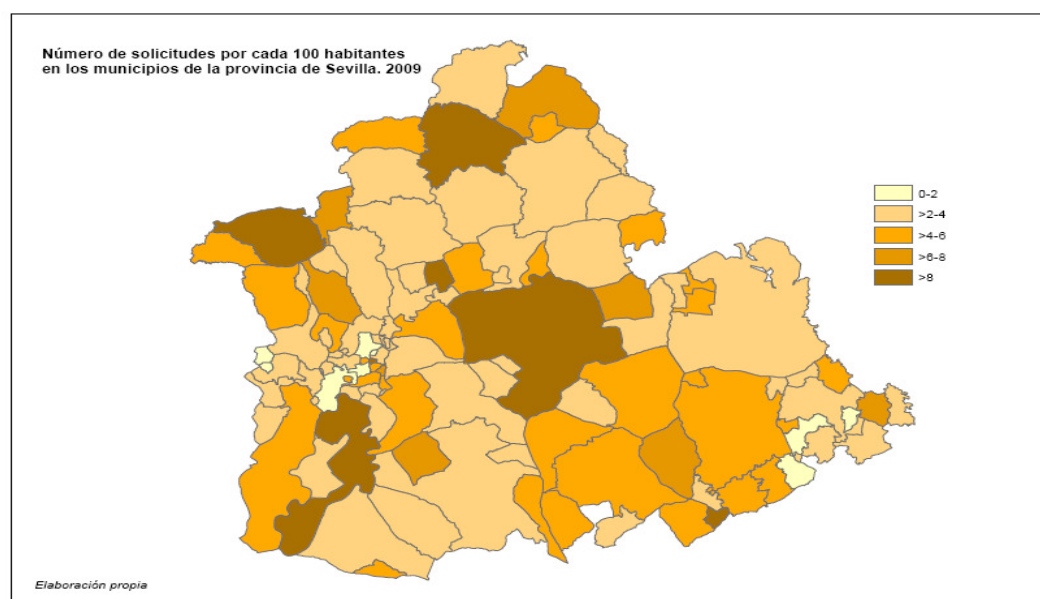 Número de solicitudes por cada 100 habitantes
en los municipios de la provincia de Sevilla. 2009
0-2
>2-4
>4-6
>6-8
>8
Elaboración propia